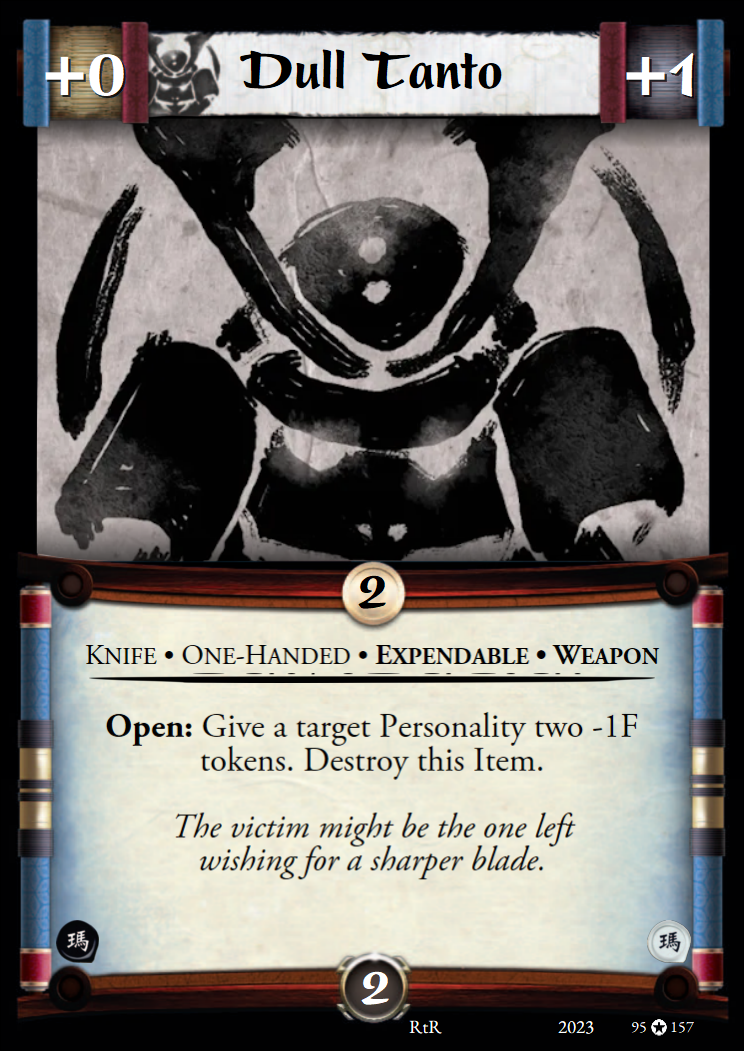 +0 Dull Tanto +1
2
KNIFE • ONE-HANDED • EXPENDABLE • WEAPON
Open: Give a target Personality two -1F
tokens. Destroy this Item.
The victim might be the one left
wishing for a sharper blade.
瑪 瑪
2
RtR 2023 95 ✪ 157